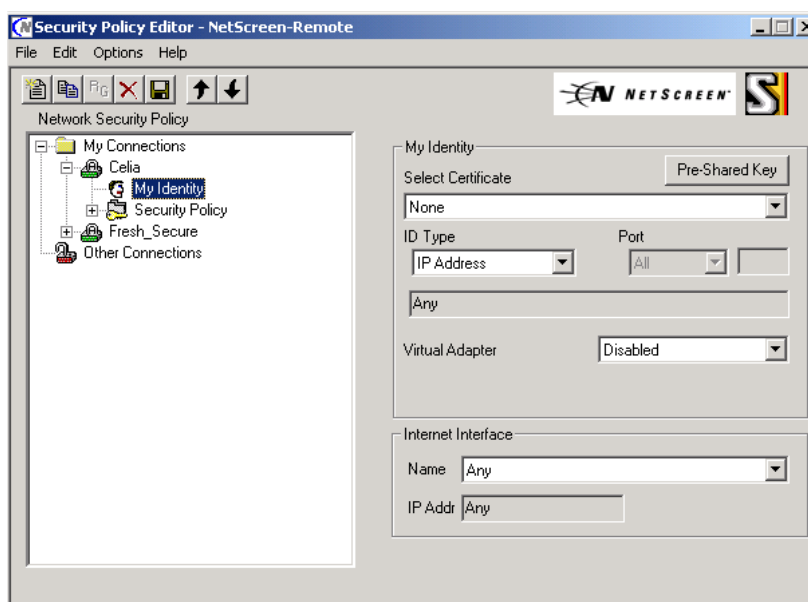 Security Policy Editor - NetScreen-Remote
File Edit Options Help
NETSCREEN
Network Security Policy
My Connections
Celia
My Identity
Security Policy
Fresh_Secure
Other Connections
My Identity
Pre-Shared Key
Select Certificate
None
ID Type Port
IP Address All
Any
Virtual Adapter Disabled
Internet Interface
Name Any
IP Addr Any